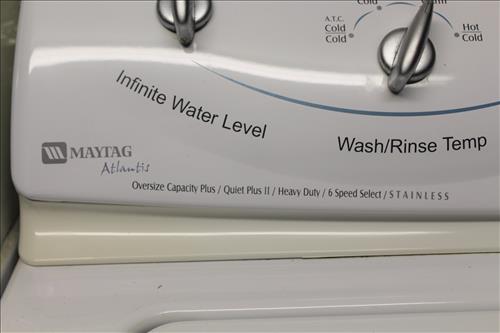 A.T.C.
Cold
Cold
Cold
Hot
Cold
Infinite Water Level
Wash/Rinse Temp
MAYTAG
Atlantis
Oversize Capacity Plus / Quiet Plus II / Heavy Duty / 6 Speed Select / STAINLESS